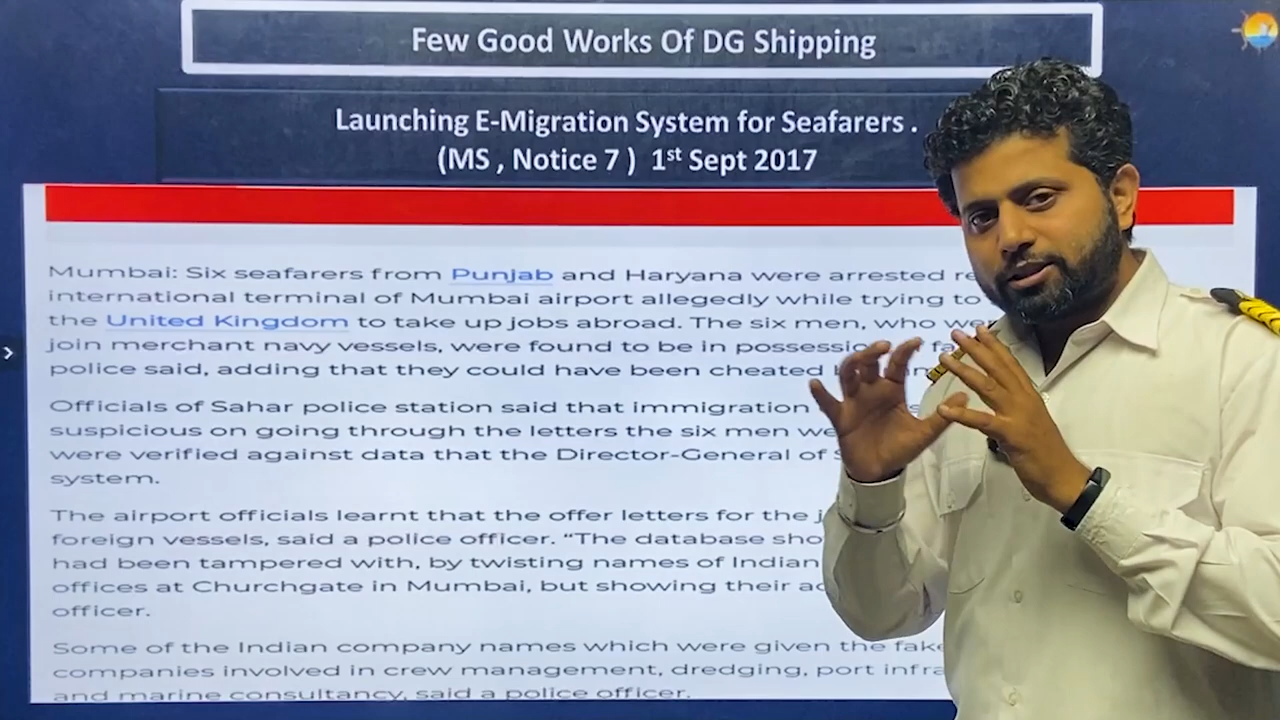 Few Good Works Of DG Shipping
Launching E-Migration System for Seafarers .
(MS , Notice 7 ) 1st Sept 2017
Mumbai: Six seafarers from Punjab and Haryana were arrested
international terminal of Mumbai airport allegedly while trying to
the United Kingdom to take up jobs abroad. The six men, who
join merchant navy vessels, were found to be in
police said, adding that they could have been cheated
Officials of Sahar police station said that immigration
suspicious on going through the letters the six men
were verified against data that the Director-General of
system.
The airport officials learnt that the offer letters for the
foreign vessels, said a police officer. “The database
had been tampered with, by twisting names of Indian
offices at Churchgate in Mumbai, but showing their
officer.
Some of the Indian company names which were given the
companies involved in crew management, dredging, port
and marine consultancy, said a police officer.